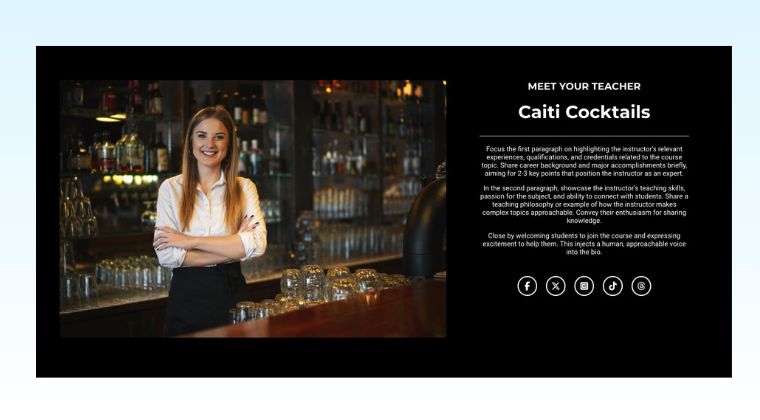 MEET YOUR TEACHER
Caiti Cocktails
Focus the first paragraph on highlighting the instructor's relevant
experiences, qualifications, and credentials related to the course
topic. Share career background and major accomplishments briefly,
aiming for 2-3 key points that position the instructor as an expert.
In the second paragraph, showcase the instructor's teaching skills,
passion for the subject, and ability to connect with students. Share a
teaching philosophy or example of how the instructor makes
complex topics approachable. Convey their enthusiasm for sharing
knowledge.
Close by welcoming students to join the course and expressing
excitement to help them. This injects a human, approachable voice
into the bio.